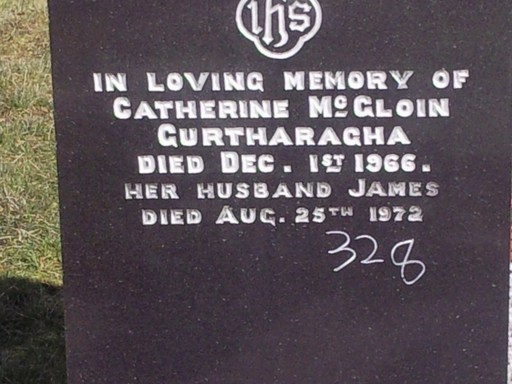 IHS
IN LOVING MEMORY OF
CATHERINE McGLOIN
GURTHARAGHA
DIED DEC. 1ST 1966.
HER HUSBAND JAMES
DIED AUG. 25TH 1972
328